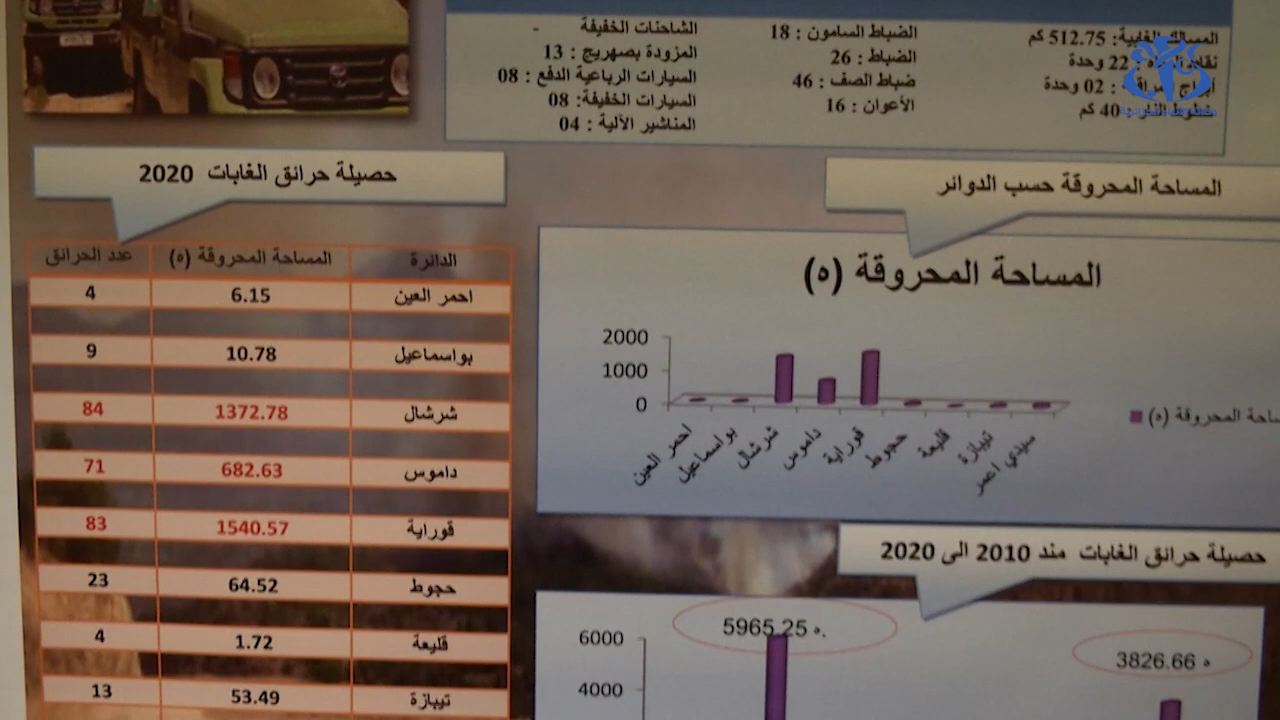 المسالك الغابية: 512.75 كم
22 وحدة
02 وحدة
40 كم
الضباط السامون : 18
الضباط : 26
ضباط الصف : 46
الأعوان : 16
الشاحنات الخفيفة -
المزودة بصهريج : 13
السيارات الرباعية الدفع : 08
السيارات الخفيفة: 08
المناشير الآلية : 04
حصيلة حرائق الغابات 2020
الدائرة المساحة المحروقة (ه) عدد الحرائق
احمر العين 6.15 4
بواسماعيل 10.78 9
شرشال 1372.78 84
داموس 682.63 71
قوراية 1540.57 83
حجوط 64.52 23
قليعة 1.72 4
تيبازة 53.49 13
المساحة المحروقة حسب الدوائر
المساحة المحروقة (ه)
2000
1000
0
احمر العين
بواسماعيل
شرشال
داموس
قوراية
حجوط
قليعة
تيبازة
سيدي اعمر
ساحة المحروقة (ه)
حصيلة حرائق الغابات مند 2010 الى 2020
6000
4000
5965.25 ه.
3826.66 ه